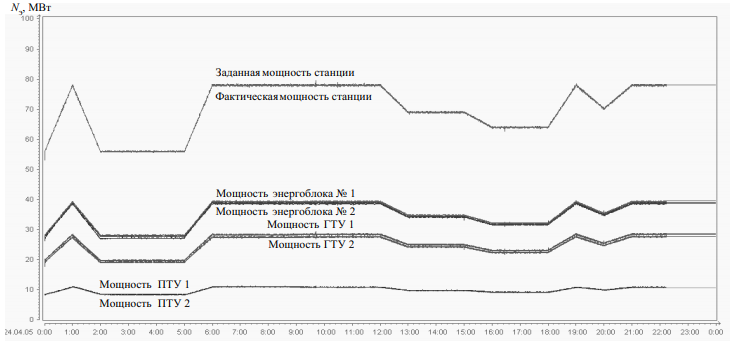 Nэ, МВт
100
90
80
Заданная мощность станции
Фактическая мощность станции
70
60
50
40
Мощность энергоблока № 1
Мощность энергоблока № 2
Мощность ГТУ 1
30
Мощность ГТУ 2
20
Мощность ПТУ 1
10
Мощность ПТУ 2
0
24.04.05 0:00 1:00 2:00 3:00 4:00 5:00 6:00 7:00 8:00 9:00 10:00 11:00 12:00 13:00 14:00 15:00 16:00 17:00 18:00 19:00 20:00 21:00 22:00 23:00 0:00